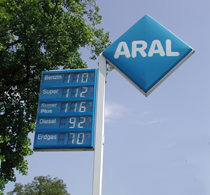 ARAL
Benzin 110
Super 112
Super Plus 116
Diesel 92
Erdgas 70